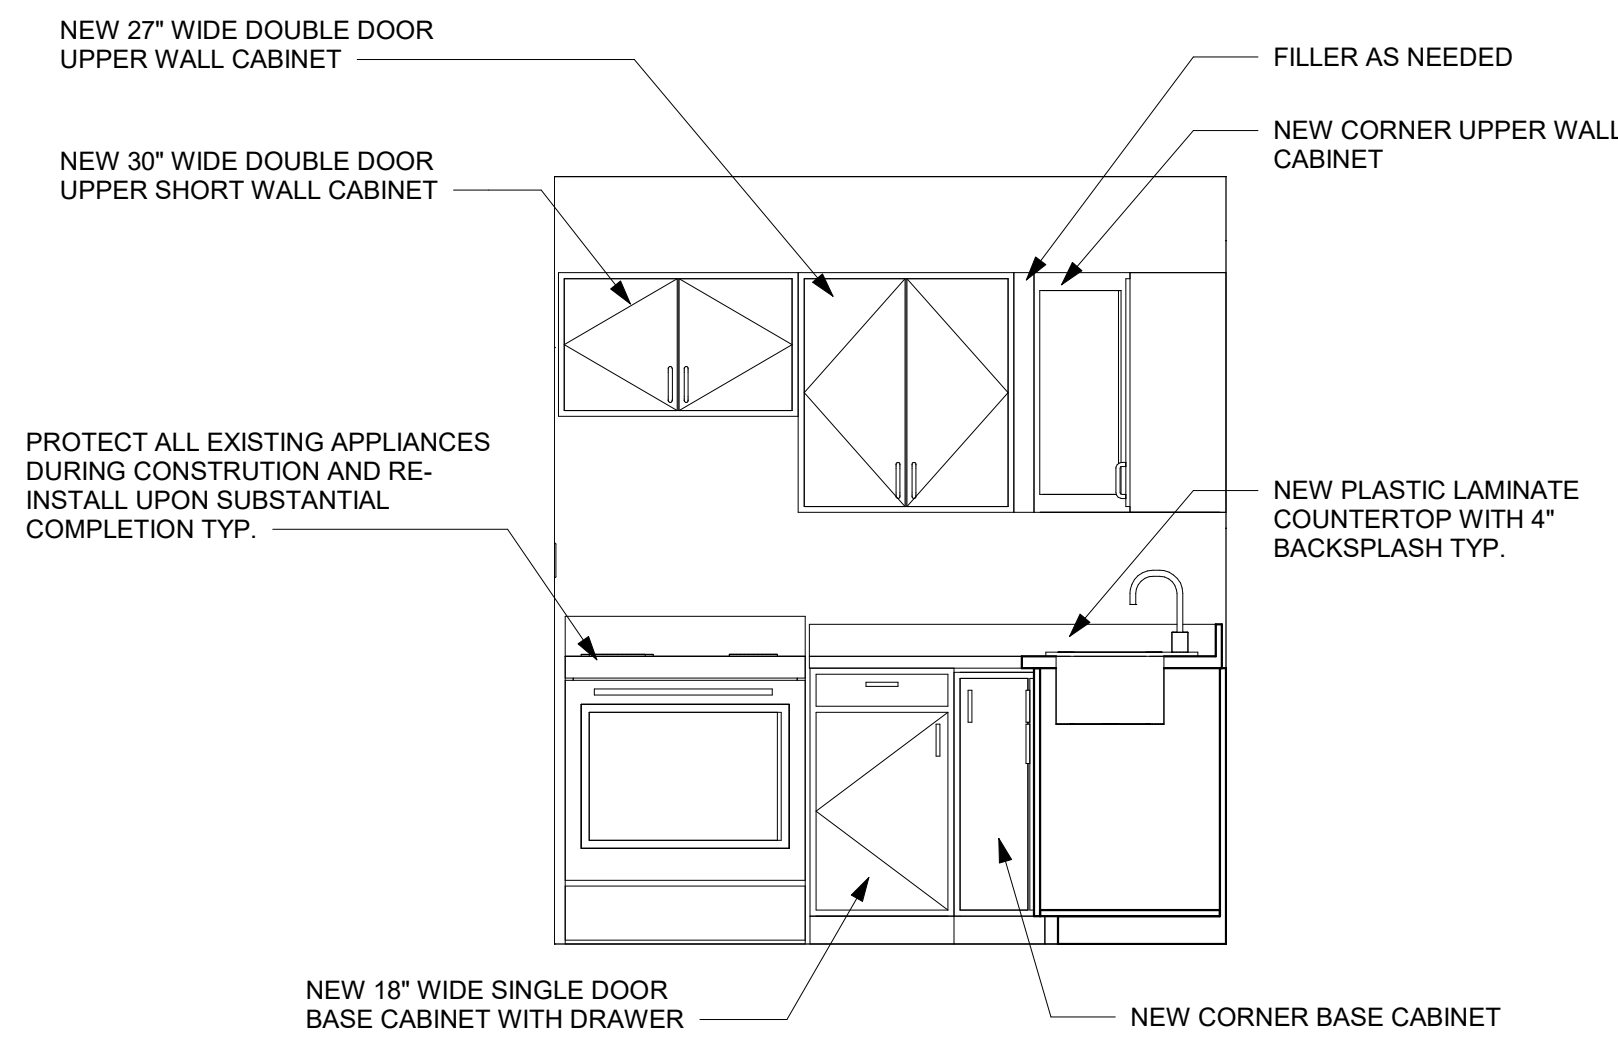 NEW 27" WIDE DOUBLE DOOR
UPPER WALL CABINET
FILLER AS NEEDED
NEW CORNER UPPER WALL
CABINET
NEW 30" WIDE DOUBLE DOOR
UPPER SHORT WALL CABINET
PROTECT ALL EXISTING APPLIANCES
DURING CONSTRUTION AND RE-
INSTALL UPON SUBSTANTIAL
COMPLETION TYP.
NEW PLASTIC LAMINATE
COUNTERTOP WITH 4"
BACKSPLASH TYP.
NEW 18" WIDE SINGLE DOOR
BASE CABINET WITH DRAWER
NEW CORNER BASE CABINET